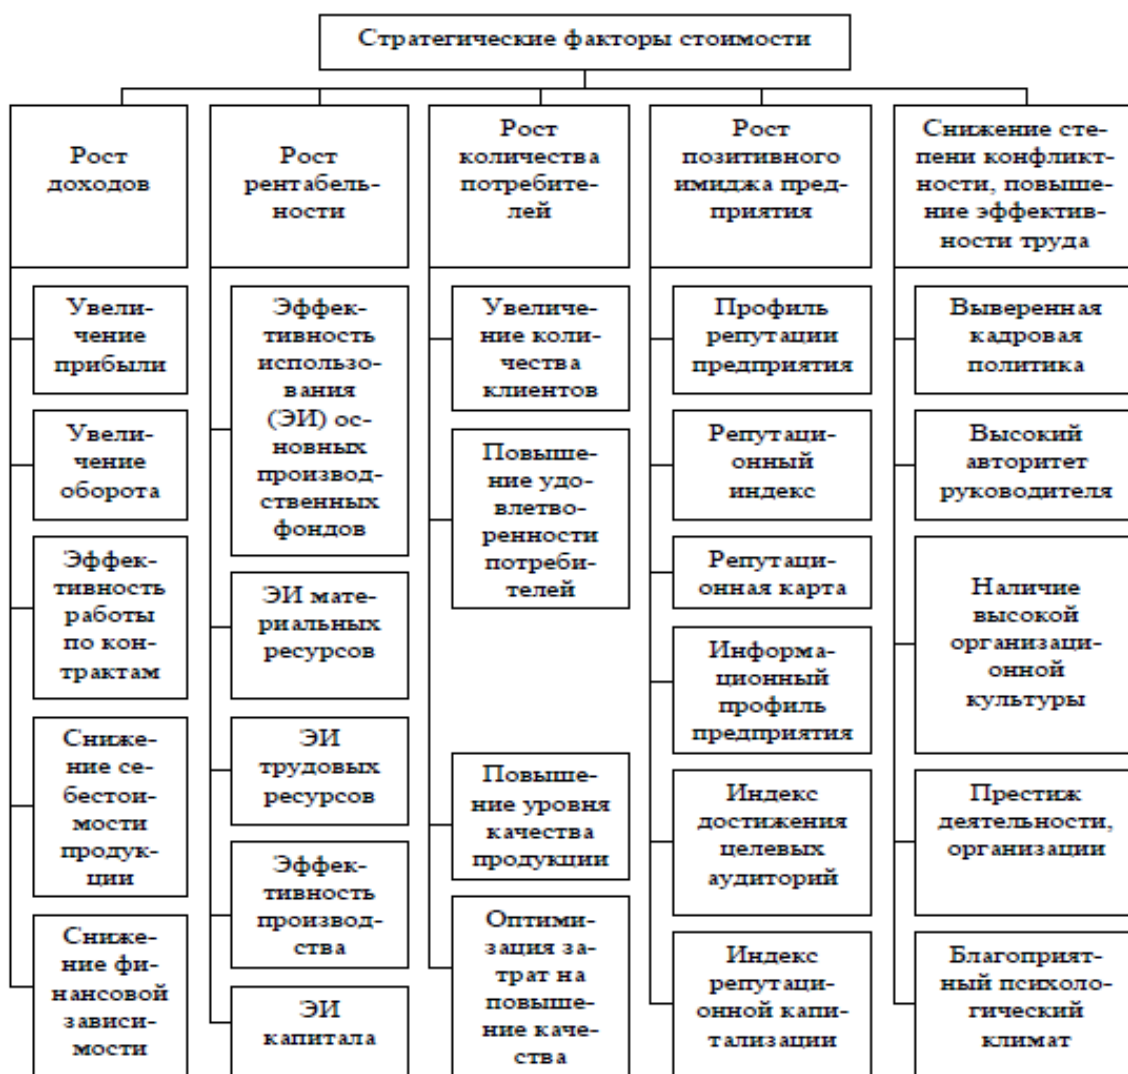 Стратегические факторы стоимости
Рост
доходов
Увели-
чение
прибыли
Увели-
чение
оборота
Эффек-
тивность
работы
по кон-
трактам
Сниже-
ние се-
бестои-
мости
продук-
ции
Сниже-
ние фи-
нансовой
зависи-
мости
Рост
рентабель-
ности
Эффек-
тивность
использо-
вания
(ЭИ) ос-
новных
производ-
ственных
фондов
ЭИ мате-
риальных
ресурсов
ЭИ
трудовых
ресурсов
Эффек-
тивность
производ-
ства
ЭИ
капитала
Рост
количества
потребите-
лей
Увеличе-
ние коли-
чества
клиентов
Повыше-
ние удо-
влетво-
ренности
потреби-
телей
Повыше-
ние уровня
качества
продукции
Оптими-
зация за-
трат на
повыше-
ние каче-
ства
Рост
позитивного
имиджа пред-
приятия
Профиль
репутации
предприятия
Репутаци-
онный
индекс
Репутаци-
онная карта
Информа-
ционный
профиль
предприятия
Индекс
достижения
целевых
аудиторий
Индекс
репутаци-
онной капи-
тализации
Снижение сте-
пени конфликт-
ности, повыше-
ние эффектив-
ности труда
Выверенная
кадровая
политика
Высокий
авторитет
руководителя
Наличие
высокой
организаци-
онной
культуры
Престиж
деятельности,
организации
Благоприят-
ный психоло-
гический
климат